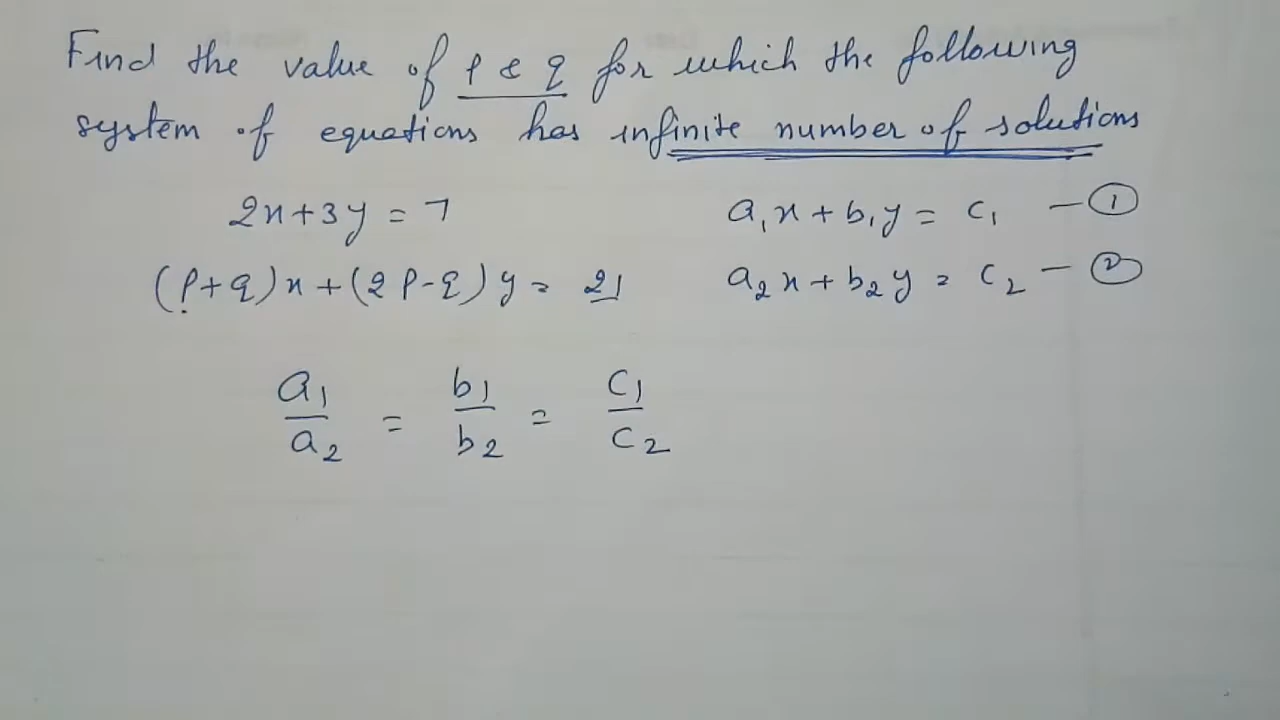 Find the value of p & q for which the following
system of equations has infinite number of solutions
2x+3y = 7
a₁x + b₁y = c₁ — ①
(p+q)x + (2p-q)y = 21
a₂x + b₂y = c₂ — ②
a₁/a₂ = b₁/b₂ = c₁/c₂